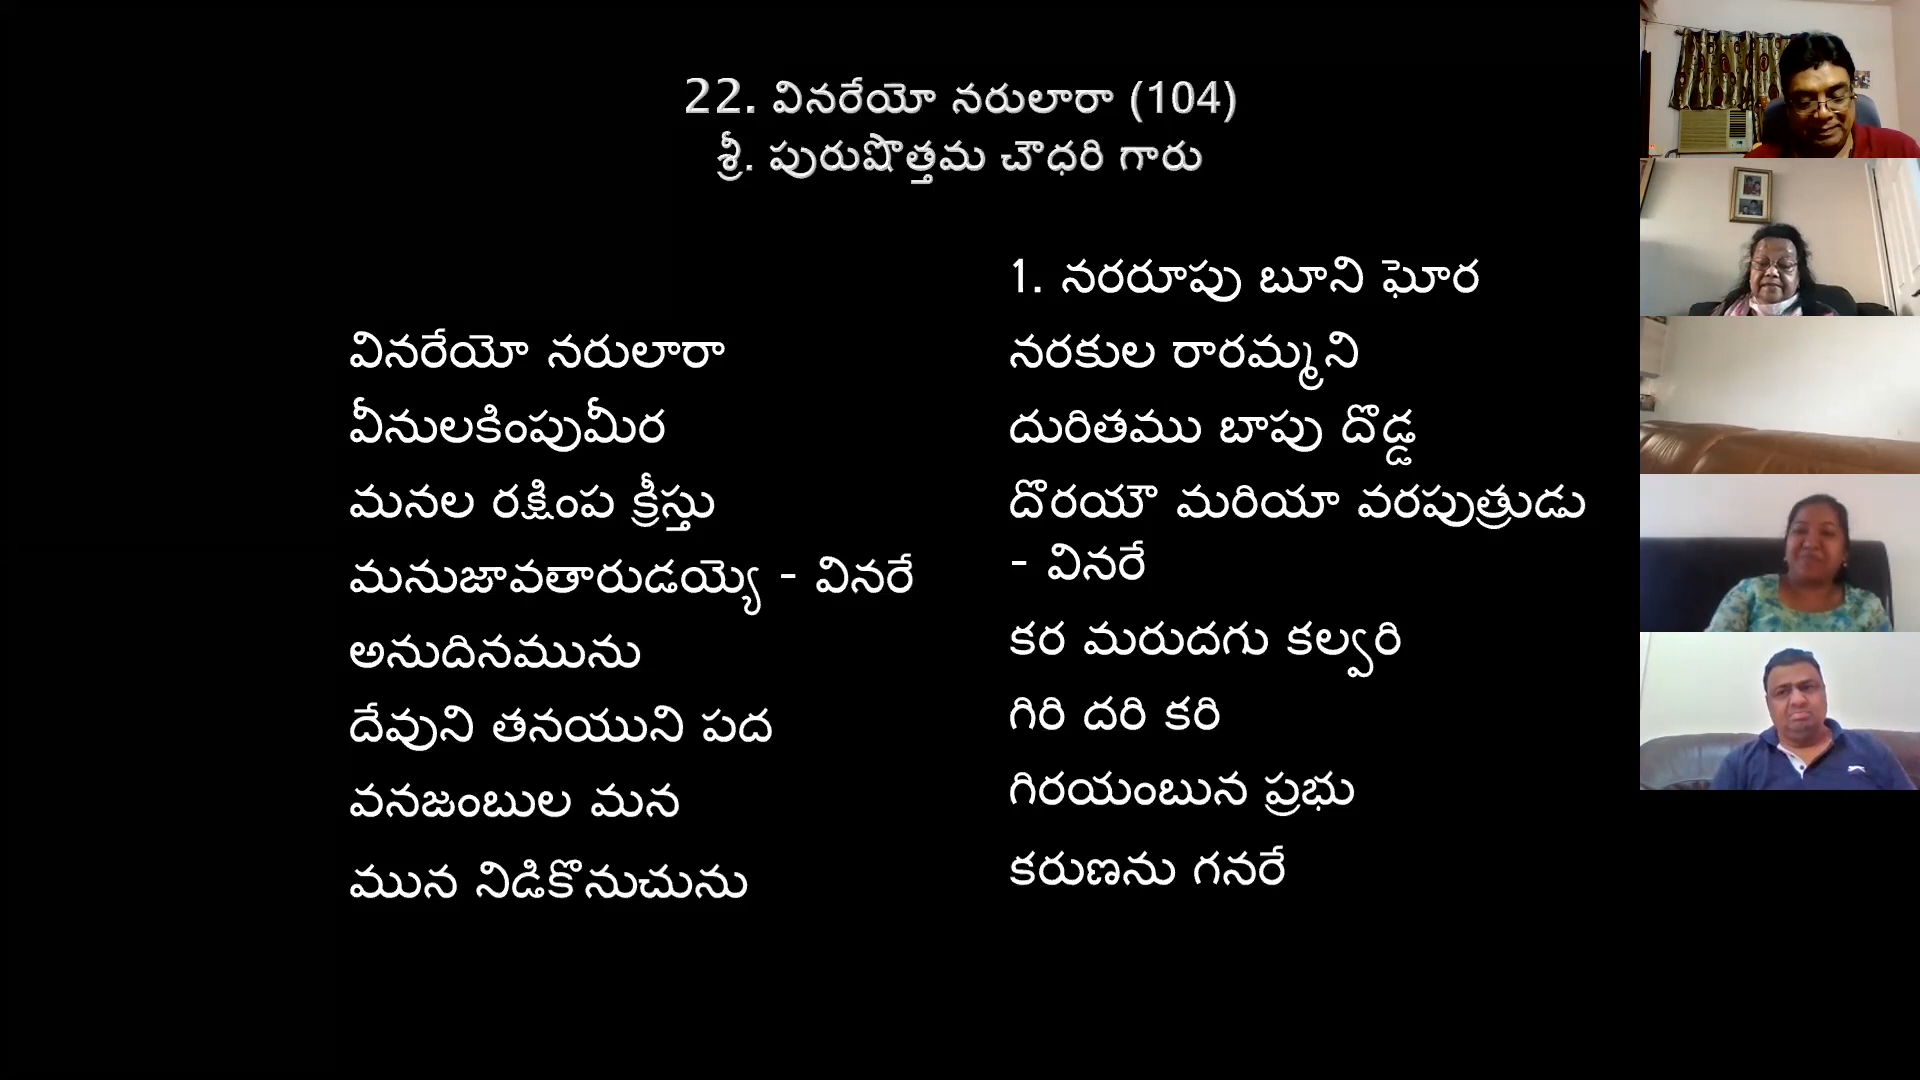 22. వినరేయో నరులారా (104)
శ్రీ. పురుషొత్తమ చౌధరి గారు
వినరేయో నరులారా
వీనులకింపుమీర
మనల రక్షింప క్రీస్తు
మనుజావతారుడయ్యె - వినరే
అనుదినమును
దేవుని తనయుని పద
వనజంబుల మన
మున నిడికొనుచును
1. నరరూపు బూని ఘోర
నరకుల రారమ్మని
దురితము బాపు దొడ్డ
దొరయౌ మరియా వరపుత్రుడు
- వినరే
కర మరుదగు కల్వరి
గిరి దరి కరి
గిరయంబున ప్రభు
కరుణను గనరే